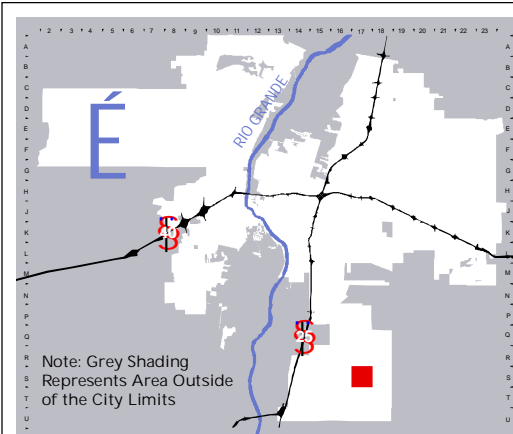 2 3 4 5 6 7 8 9 10 11 12 13 14 15 16 17 18 19 20 21 22 23
A
B
C
D
E
F
G
H
J
K
L
M
N
P
Q
R
S
T
U
É
RIO GRANDE
40
25
Note: Grey Shading
Represents Area Outside
of the City Limits
A
B
C
D
E
F
G
H
J
K
L
M
N
P
Q
R
S
T
U